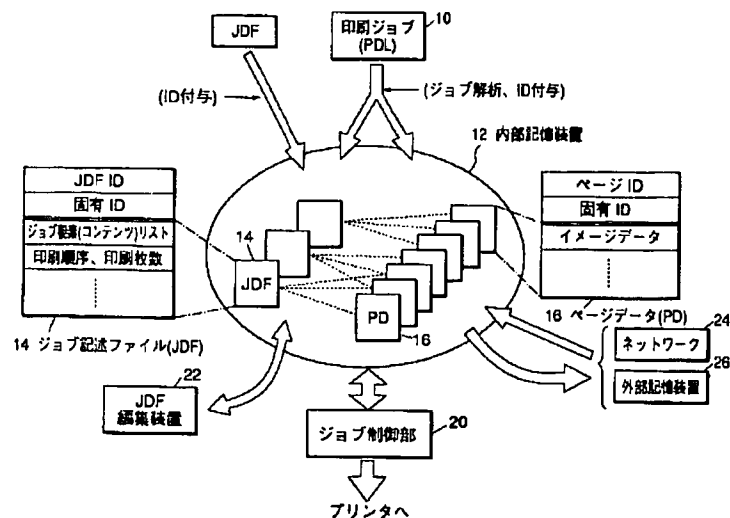 JDF
印刷ジョブ
(PDL)
10
(ID付与)
(ジョブ解析、ID付与)
12 内部記憶装置
JDF ID
固有 ID
ジョブ要素(コンテンツ)リスト
印刷順序、印刷枚数
14 ジョブ記述ファイル(JDF)
14
JDF
PD
16
ページ ID
固有 ID
イメージデータ
16 ページデータ(PD)
ネットワーク
24
外部記憶装置
26
22
JDF
編集装置
ジョブ制御部
20
プリンタへ